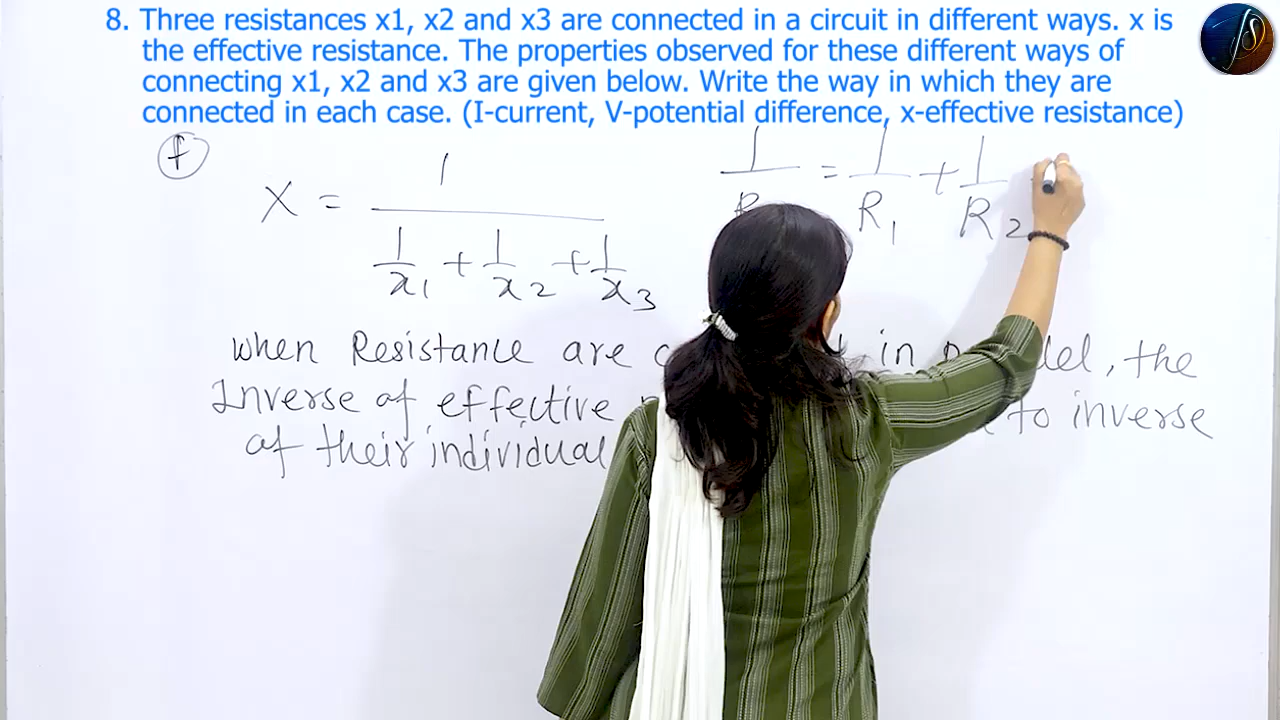 8. Three resistances x1, x2 and x3 are connected in a circuit in different ways. x is
the effective resistance. The properties observed for these different ways of
connecting x1, x2 and x3 are given below. Write the way in which they are
connected in each case. (I-current, V-potential difference, x-effective resistance)
f
X = 1 / (1/x1 + 1/x2 + 1/x3)
1/R = 1/R1 + 1/R2
when Resistance are in the
Inverse of effective to inverse
of their individual